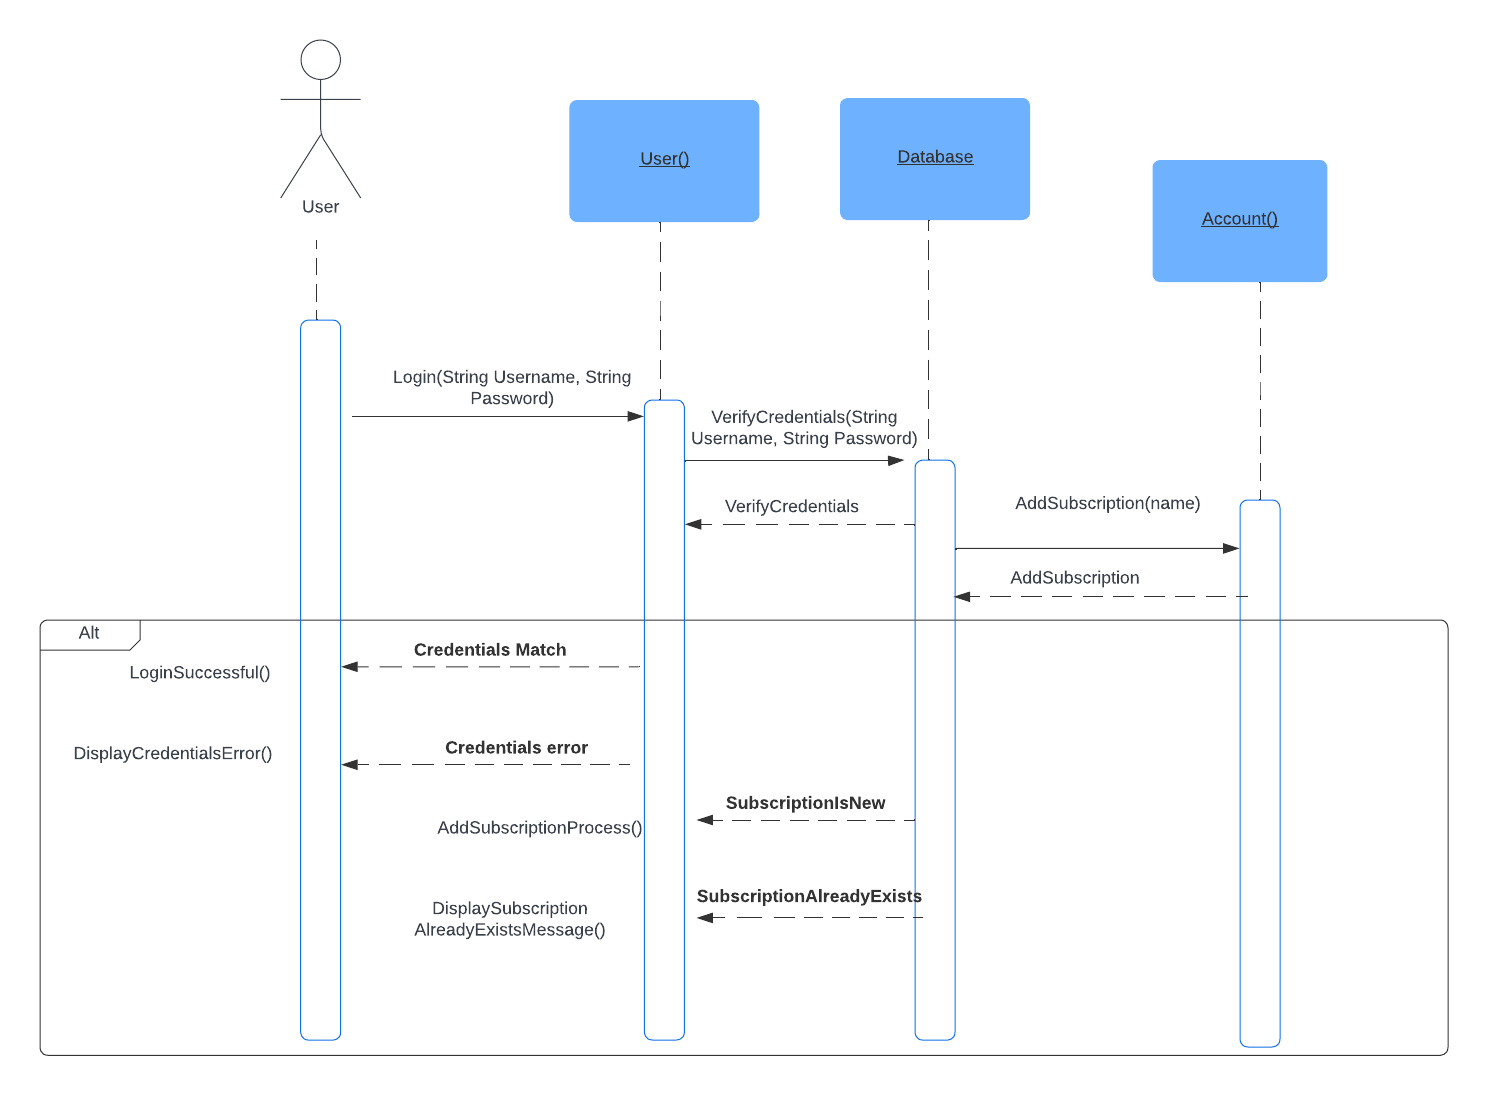 User
User()
Database
Account()
Login(String Username, String
Password)
VerifyCredentials(String
Username, String Password)
VerifyCredentials
AddSubscription(name)
AddSubscription
Alt
Credentials Match
LoginSuccessful()
Credentials error
DisplayCredentialsError()
SubscriptionIsNew
AddSubscriptionProcess()
SubscriptionAlreadyExists
DisplaySubscription
AlreadyExistsMessage()